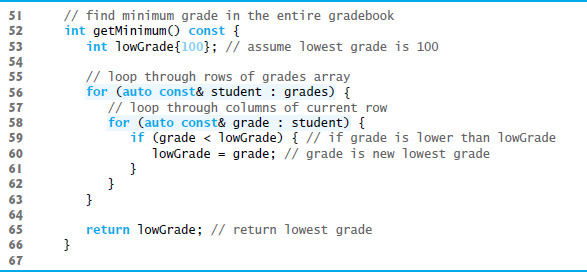 51 // find minimum grade in the entire gradebook
52 int getMinimum() const {
53 int lowGrade{100}; // assume lowest grade is 100
54
55 // loop through rows of grades array
56 for (auto const& student : grades) {
57 // loop through columns of current row
58 for (auto const& grade : student) {
59 if (grade < lowGrade) { // if grade is lower than lowGrade
60 lowGrade = grade; // grade is new lowest grade
61 }
62 }
63 }
64
65 return lowGrade; // return lowest grade
66 }
67